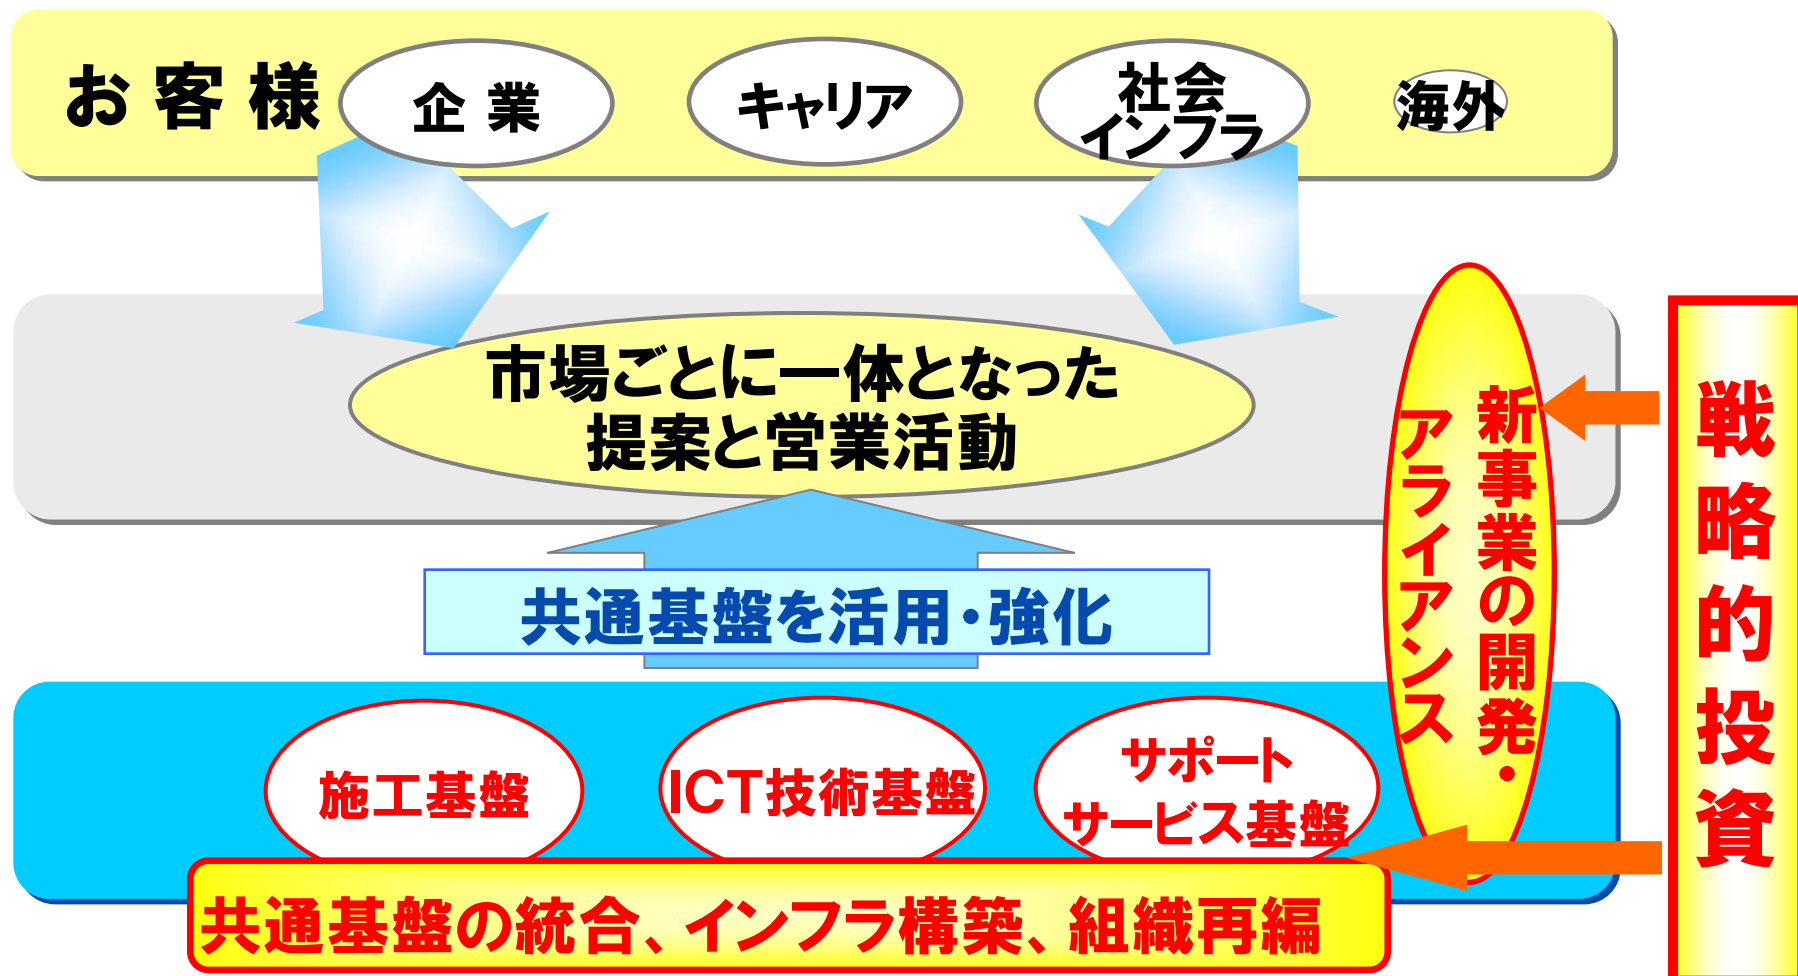 お客様
企業
キャリア
社会
インフラ
海外
市場ごとに一体となった
提案と営業活動
共通基盤を活用・強化
新事業の開発・
アライアンス
戦略的投資
施工基盤
ICT技術基盤
サポート
サービス基盤
共通基盤の統合、インフラ構築、組織再編